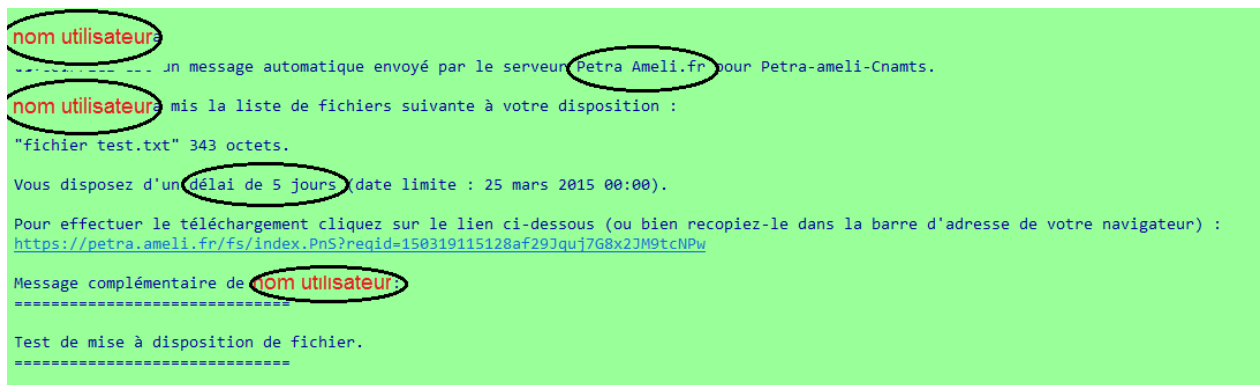 nom utilisateur
un message automatique envoyé par le serveur Petra Ameli.fr pour Petra-ameli-Cnamts.
nom utilisateur a mis la liste de fichiers suivante à votre disposition :
"fichier test.txt" 343 octets.
Vous disposez d'un délai de 5 jours (date limite : 25 mars 2015 00:00).
Pour effectuer le téléchargement cliquez sur le lien ci-dessous (ou bien recopiez-le dans la barre d'adresse de votre navigateur) :
https://petra.ameli.fr/fs/index.PnS?reqid=150319115128af29Jquj7G8x2JM9tcNPw
Message complémentaire de nom utilisateur:
==============================
Test de mise à disposition de fichier.
==============================